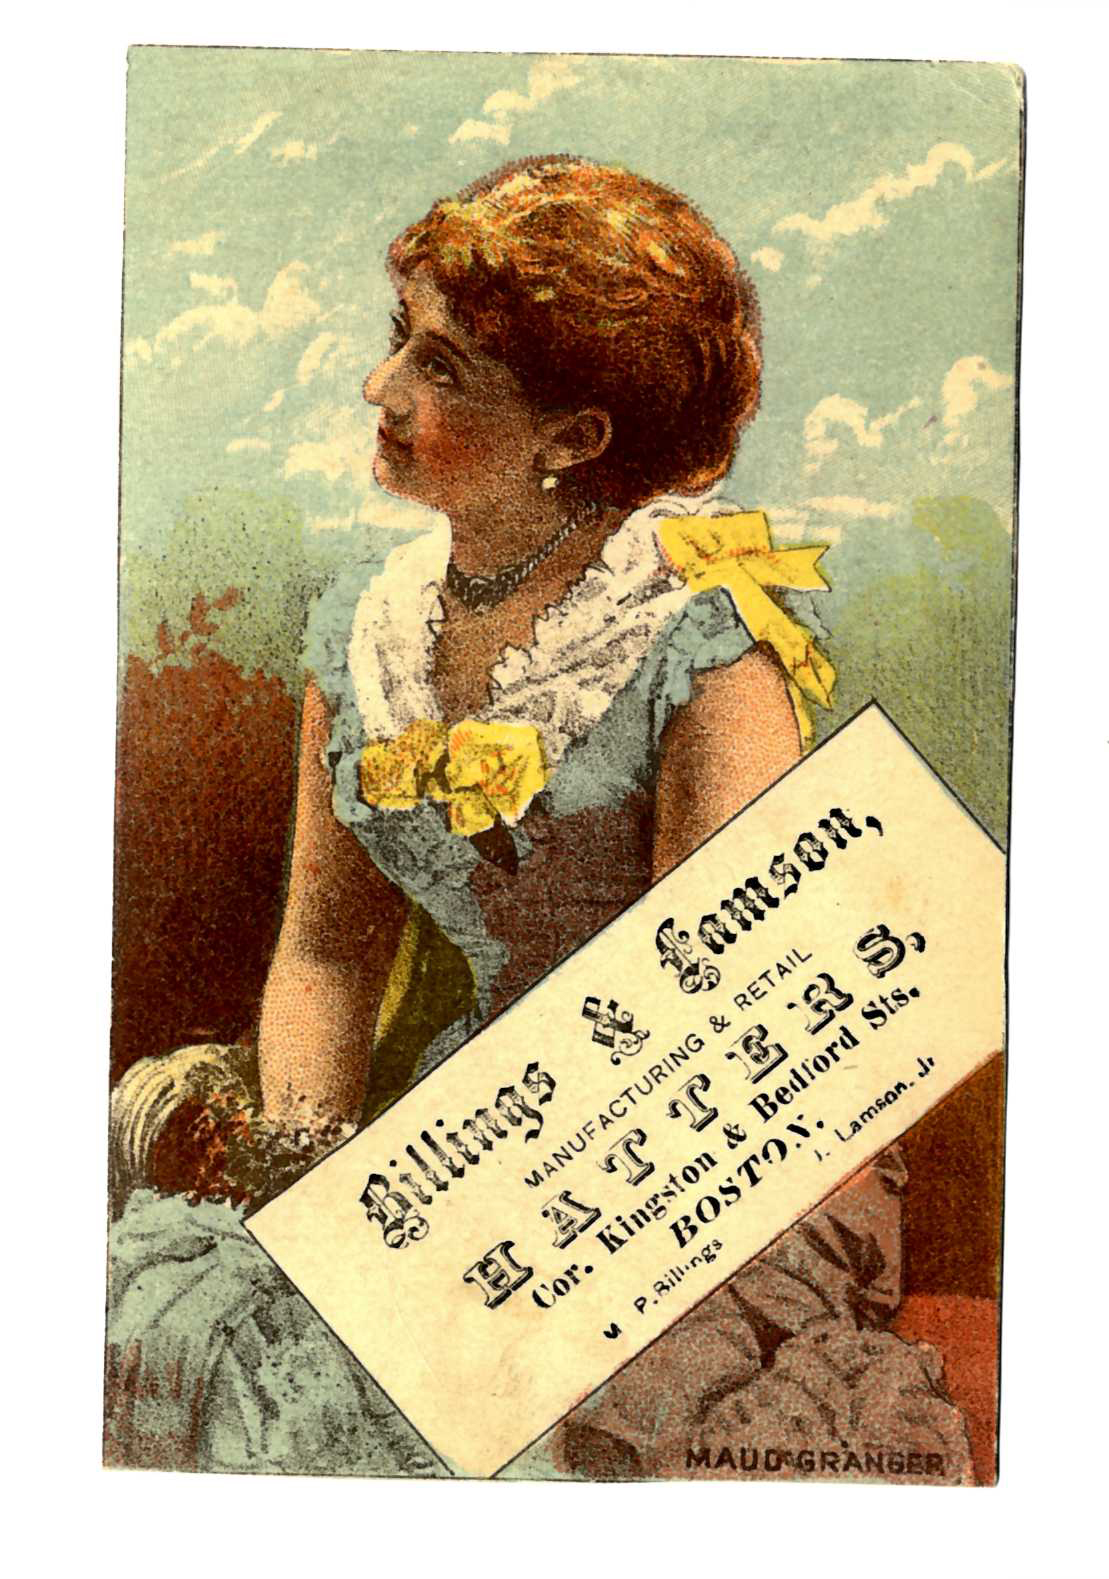 Billings & Lamson,
MANUFACTURING & RETAIL
HATTERS,
Cor. Kingston & Bedford Sts.
BOSTON.
M P. Billings Lamson. Jr
MAUD GRANGER